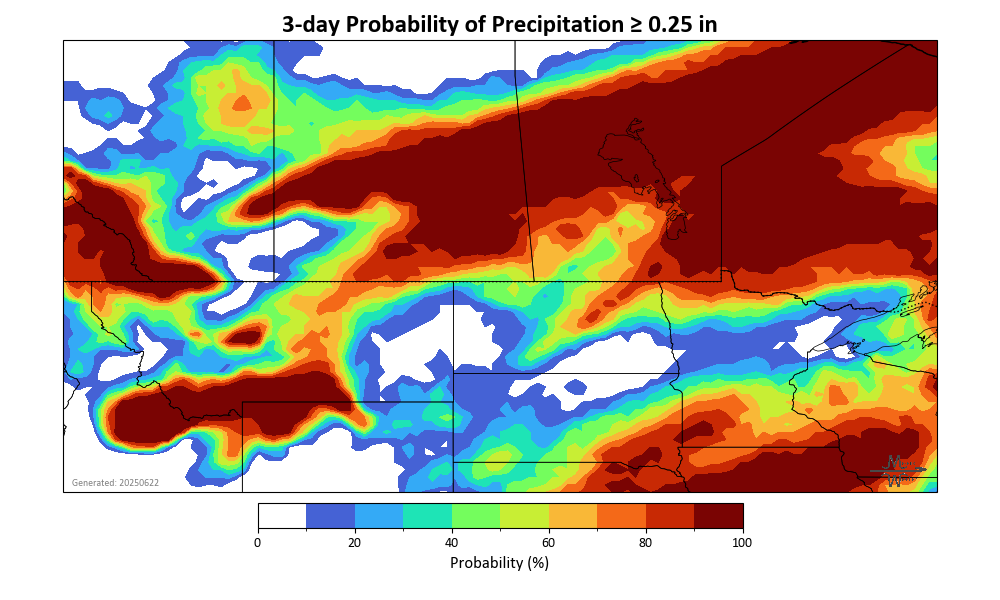 3-day Probability of Precipitation ≥ 0.25 in
Generated: 20250622
0 20 40 60 80 100
Probability (%)